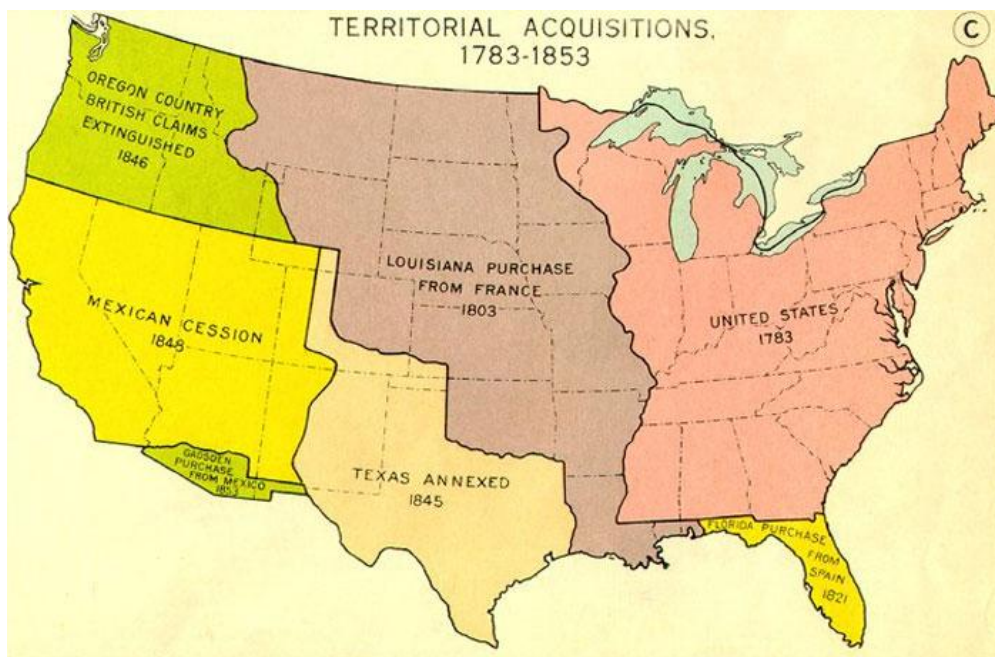 TERRITORIAL ACQUISITIONS.
1783-1853
C
OREGON COUNTRY
BRITISH CLAIMS
EXTINGUISHED
1846
LOUISIANA PURCHASE
FROM FRANCE
1803
UNITED STATES
1783
MEXICAN CESSION
1848
GADSDEN
PURCHASE
FROM MEXICO
1853
TEXAS ANNEXED
1845
FLORIDA PURCHASE
FROM
SPAIN
1821